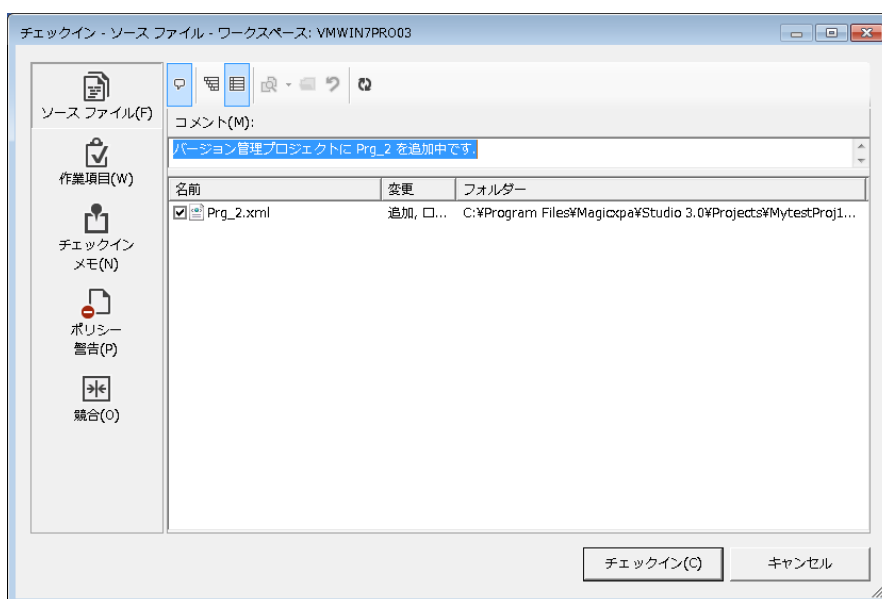 チェックイン - ソース ファイル - ワークスペース: VMWIN7PRO03
ソース ファイル(F)
作業項目(W)
チェックイン
メモ(N)
ポリシー
警告(P)
競合(O)
コメント(M):
バージョン管理プロジェクトに Prg_2 を追加中です.
名前 変更 フォルダー
Prg_2.xml 追加, ロ... C:¥Program Files¥Magicxpa¥Studio 3.0¥Projects¥MytestProj1...
チェックイン(C) キャンセル